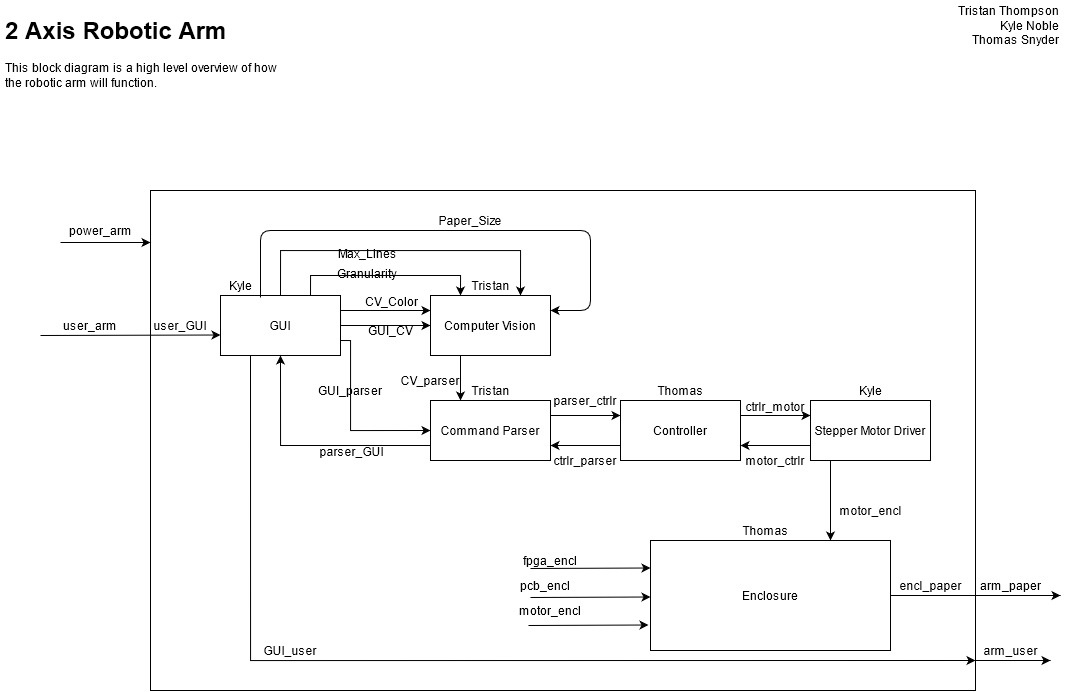 2 Axis Robotic Arm
Tristan Thompson
Kyle Noble
Thomas Snyder
This block diagram is a high level overview of how
the robotic arm will function.
power_arm
Paper_Size
Max_Lines
Granularity
Kyle
Tristan
CV_Color
user_arm
user_GUI
GUI
GUI_CV
Computer Vision
GUI_parser
CV_parser
Tristan
Thomas
Kyle
parser_ctrlr
ctrlr_motor
Command Parser
Controller
Stepper Motor Driver
parser_GUI
ctrlr_parser
motor_ctrlr
motor_encl
Thomas
fpga_encl
pcb_encl
motor_encl
Enclosure
encl_paper
arm_paper
GUI_user
arm_user